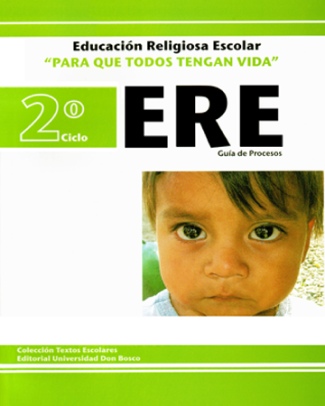 Educación Religiosa Escolar
“PARA QUE TODOS TENGAN VIDA”
2º
Ciclo
ERE
Guía de Procesos
Colección Textos Escolares
Editorial Universidad Don Bosco